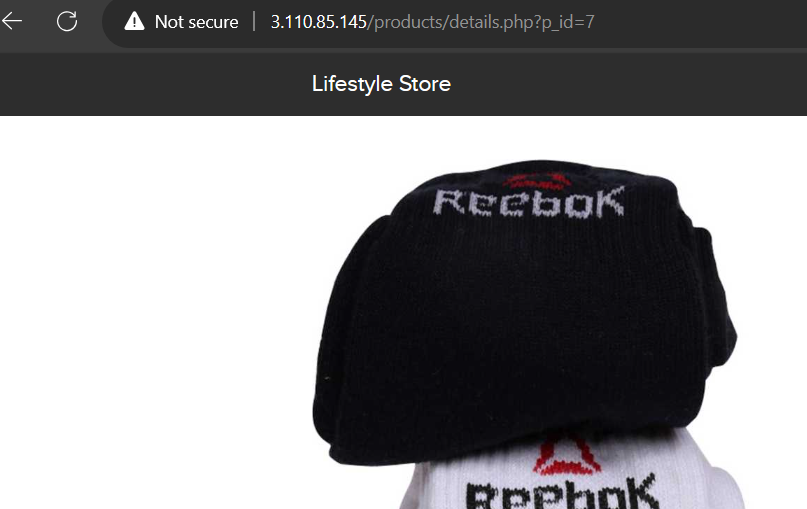 Not secure | 3.110.85.145/products/details.php?p_id=7
Lifestyle Store
Reebok
Reebok